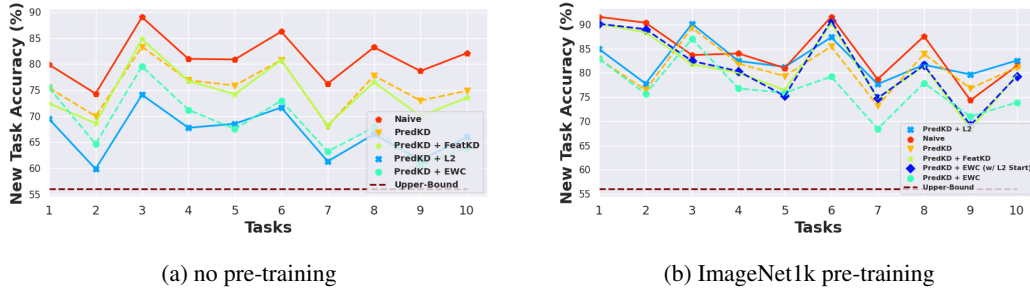 New Task Accuracy (%)
90
85
80
75
70
65
60
55
1 2 3 4 5 6 7 8 9 10
Tasks
Naive
PredKD
PredKD + FeatKD
PredKD + L2
PredKD + EWC
Upper-Bound
(a) no pre-training
New Task Accuracy (%)
90
85
80
75
70
65
60
55
1 2 3 4 5 6 7 8 9 10
Tasks
PredKD + L2
Naive
PredKD
PredKD + FeatKD
PredKD + EWC (w/ L2 Start)
PredKD + EWC
Upper-Bound
(b) ImageNet1k pre-training